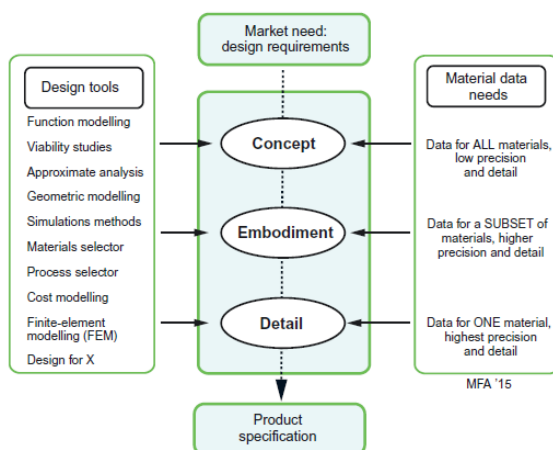 Market need:
design requirements
Design tools
Function modelling
Viability studies
Approximate analysis
Geometric modelling
Simulations methods
Materials selector
Process selector
Cost modelling
Finite-element
modelling (FEM)
Design for X
Concept
Embodiment
Detail
Material data
needs
Data for ALL materials,
low precision
and detail
Data for a SUBSET of
materials, higher
precision and detail
Data for ONE material,
highest precision
and detail
MFA '15
Product
specification